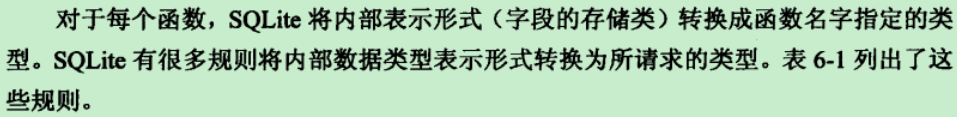 对于每个函数，SQLite 将内部表示形式（字段的存储类）转换成函数名字指定的类
型。SQLite 有很多规则将内部数据类型表示形式转换为所请求的类型。表 6-1 列出了这
些规则。